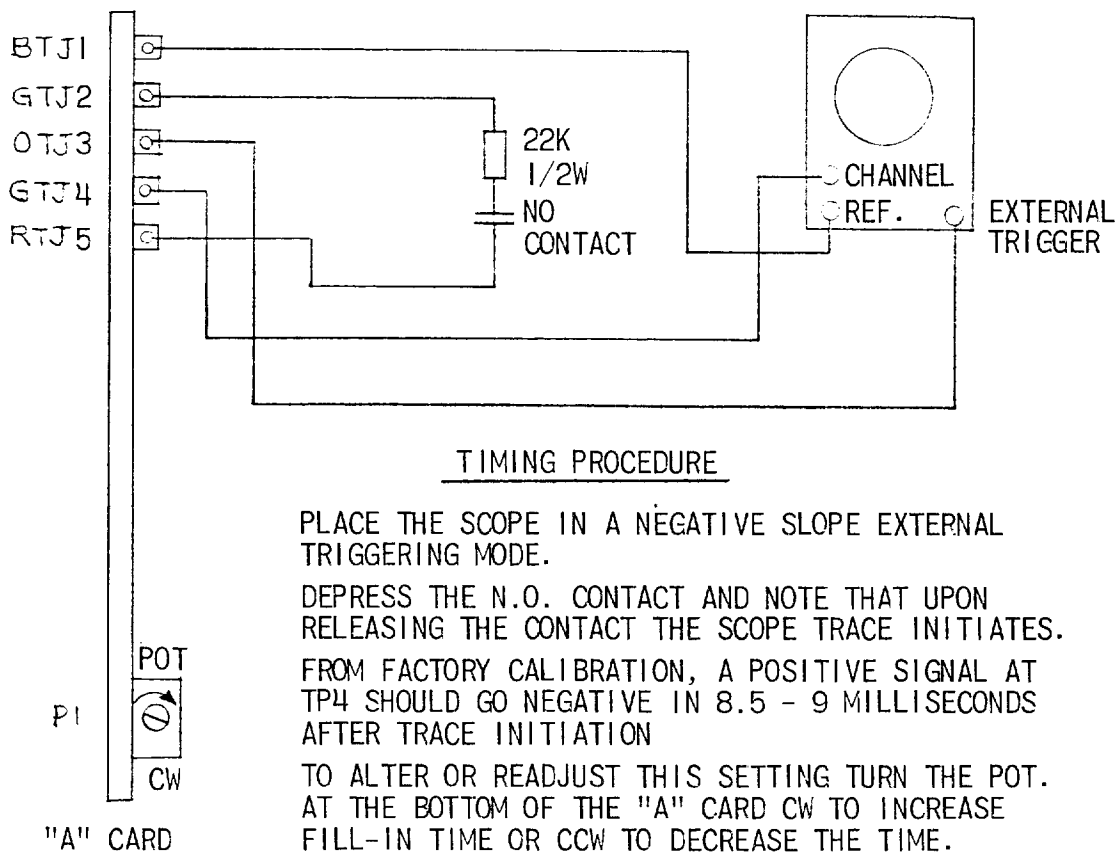 BTJ1
GTJ2
OTJ3
GTJ4
RTJ5
22K
1/2W
NO
CONTACT
CHANNEL
REF.
EXTERNAL
TRIGGER
TIMING PROCEDURE
PLACE THE SCOPE IN A NEGATIVE SLOPE EXTERNAL
TRIGGERING MODE.
DEPRESS THE N.O. CONTACT AND NOTE THAT UPON
RELEASING THE CONTACT THE SCOPE TRACE INITIATES.
FROM FACTORY CALIBRATION, A POSITIVE SIGNAL AT
TP4 SHOULD GO NEGATIVE IN 8.5 - 9 MILLISECONDS
AFTER TRACE INITIATION
TO ALTER OR READJUST THIS SETTING TURN THE POT.
AT THE BOTTOM OF THE "A" CARD CW TO INCREASE
FILL-IN TIME OR CCW TO DECREASE THE TIME.
POT
P1
CW
"A" CARD